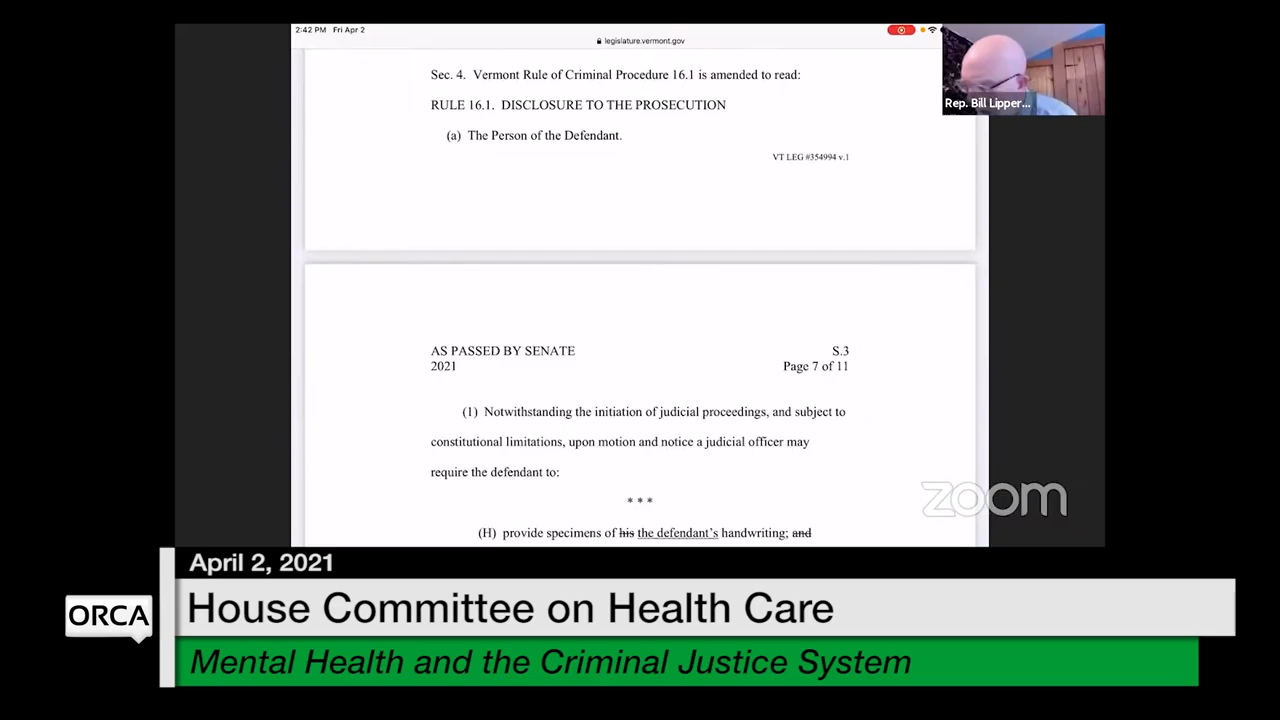 2:42 PM Fri Apr 2
legislature.vermont.gov
Sec. 4. Vermont Rule of Criminal Procedure 16.1 is amended to read:
RULE 16.1. DISCLOSURE TO THE PROSECUTION
(a) The Person of the Defendant.
VT LEG #354994 v.1
Rep. Bill Lipper...
AS PASSED BY SENATE S.3
2021 Page 7 of 11
(1) Notwithstanding the initiation of judicial proceedings, and subject to
constitutional limitations, upon motion and notice a judicial officer may
require the defendant to:
* * *
(H) provide specimens of his the defendant's handwriting; and
zoom
April 2, 2021
ORCA
House Committee on Health Care
Mental Health and the Criminal Justice System